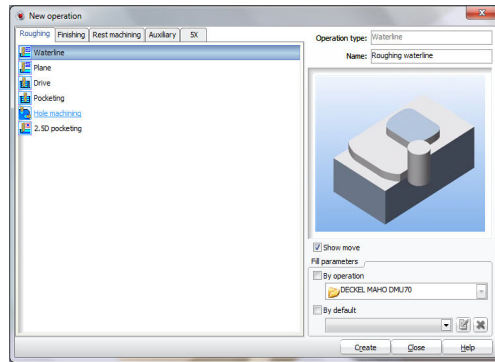 New operation
Roughing Finishing Rest machining Auxiliary 5X
Waterline
Plane
Drive
Pocketing
Hole machining
2.5D pocketing
Operation type: Waterline
Name: Roughing waterline
Show move
Fill parameters
By operation
DECKEL MAHO DMU70
By default
Create Close Help